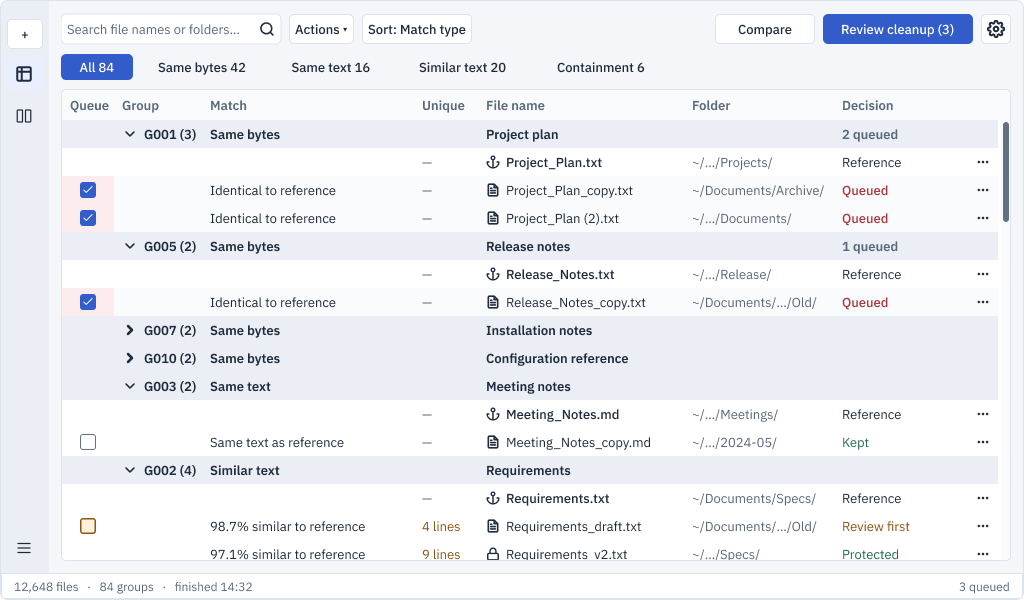 + Search file names or folders... Actions ▾ Sort: Match type Compare Review cleanup (3)
All 84 Same bytes 42 Same text 16 Similar text 20 Containment 6
Queue Group Match Unique File name Folder Decision
G001 (3) Same bytes Project plan 2 queued
— Project_Plan.txt ~/.../Projects/ Reference ...
Identical to reference — Project_Plan_copy.txt ~/Documents/Archive/ Queued ...
Identical to reference — Project_Plan (2).txt ~/.../Documents/ Queued ...
G005 (2) Same bytes Release notes 1 queued
— Release_Notes.txt ~/.../Release/ Reference ...
Identical to reference — Release_Notes_copy.txt ~/Documents/.../Old/ Queued ...
G007 (2) Same bytes Installation notes
G010 (2) Same bytes Configuration reference
G003 (2) Same text Meeting notes
— Meeting_Notes.md ~/.../Meetings/ Reference ...
Same text as reference — Meeting_Notes_copy.md ~/.../2024-05/ Kept ...
G002 (4) Similar text Requirements
— Requirements.txt ~/Documents/Specs/ Reference ...
98.7% similar to reference 4 lines Requirements_draft.txt ~/Documents/.../Old/ Review first ...
97.1% similar to reference 9 lines Requirements_v2.txt ~/.../Specs/ Protected ...
12,648 files · 84 groups · finished 14:32 3 queued